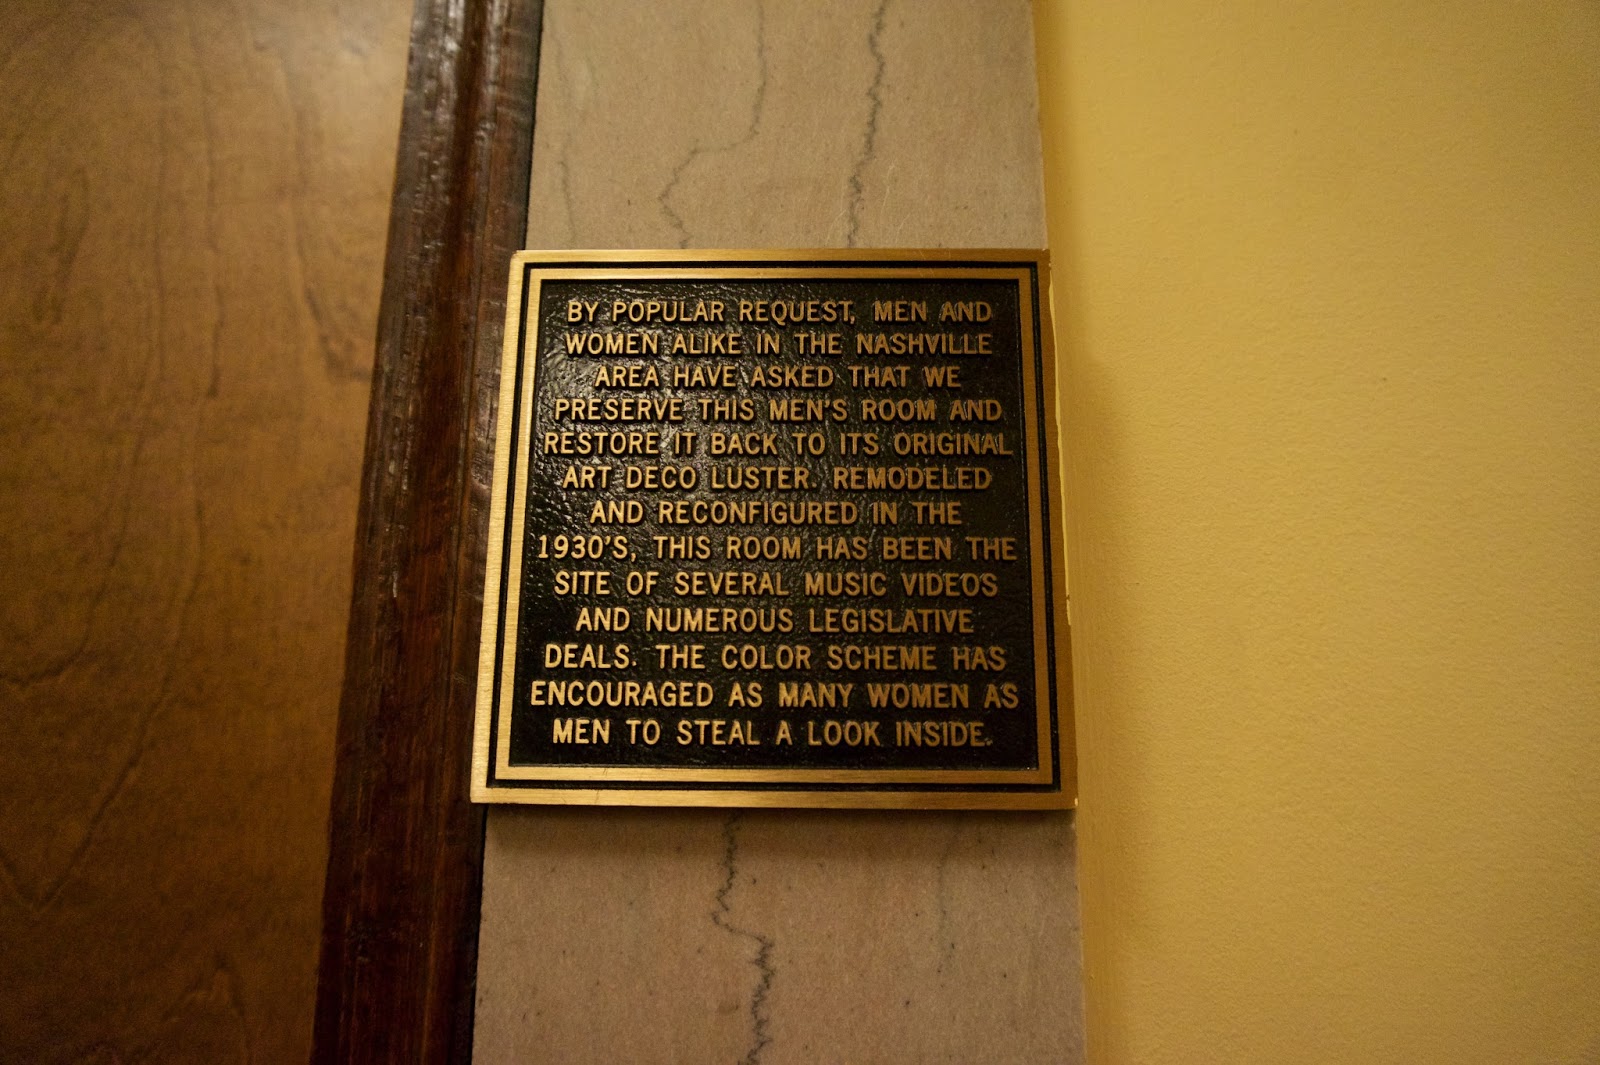 BY POPULAR REQUEST, MEN AND
WOMEN ALIKE IN THE NASHVILLE
AREA HAVE ASKED THAT WE
PRESERVE THIS MEN'S ROOM AND
RESTORE IT BACK TO ITS ORIGINAL
ART DECO LUSTER. REMODELED
AND RECONFIGURED IN THE
1930'S, THIS ROOM HAS BEEN THE
SITE OF SEVERAL MUSIC VIDEOS
AND NUMEROUS LEGISLATIVE
DEALS. THE COLOR SCHEME HAS
ENCOURAGED AS MANY WOMEN AS
MEN TO STEAL A LOOK INSIDE.